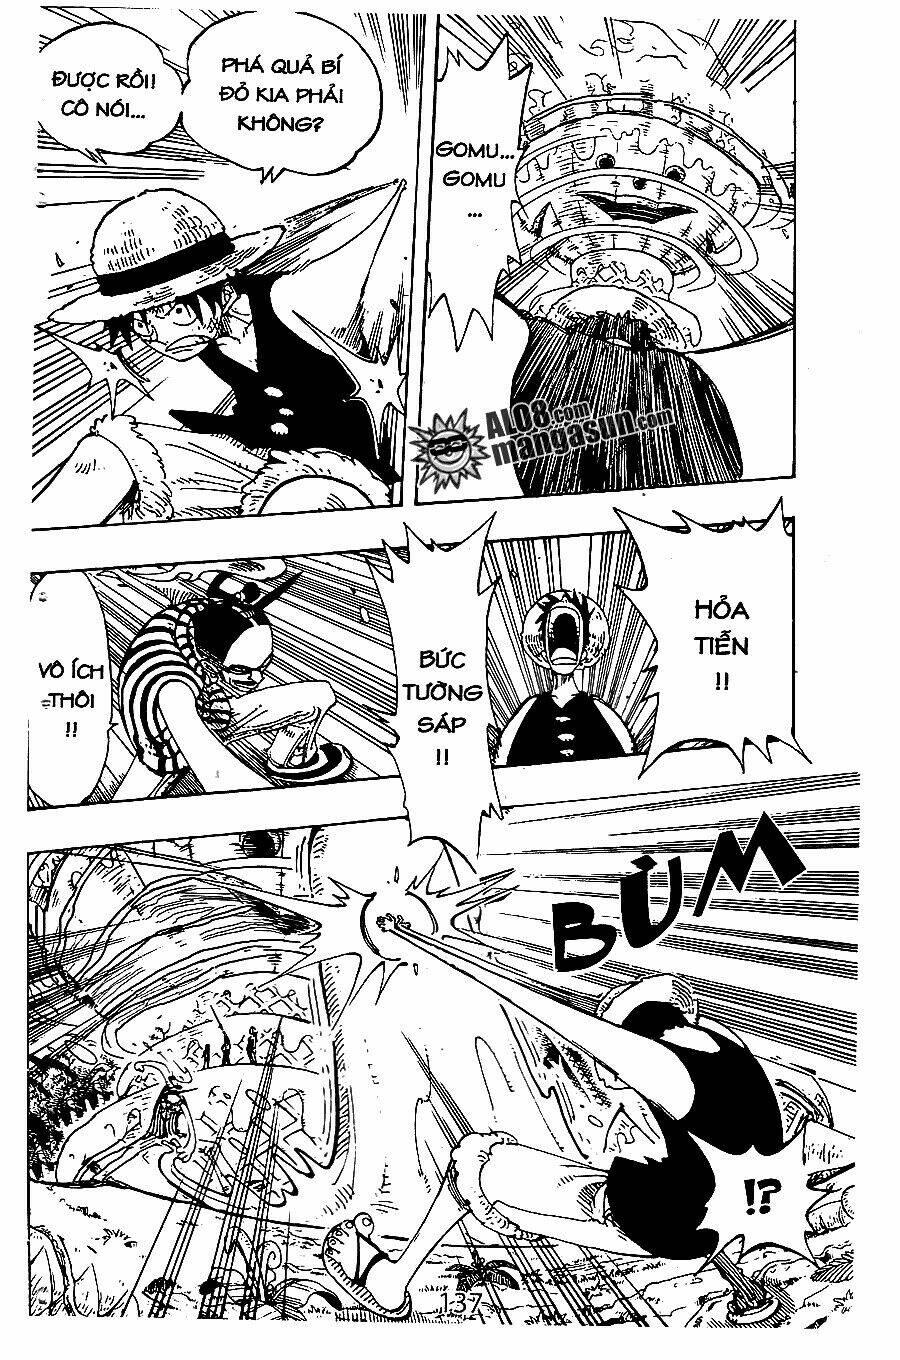 ĐƯỢC RỒI!
CÔ NÓI...
PHÁ QUẢ BÍ
ĐỎ KIA PHẢI
KHÔNG?
GOMU...
GOMU
...
AL08.com
mangasun.com
HỎA
TIỄN
!!
BỨC
TƯỜNG
SÁP
!!
VÔ ÍCH
THÔI
!!
BÙM
!?
137